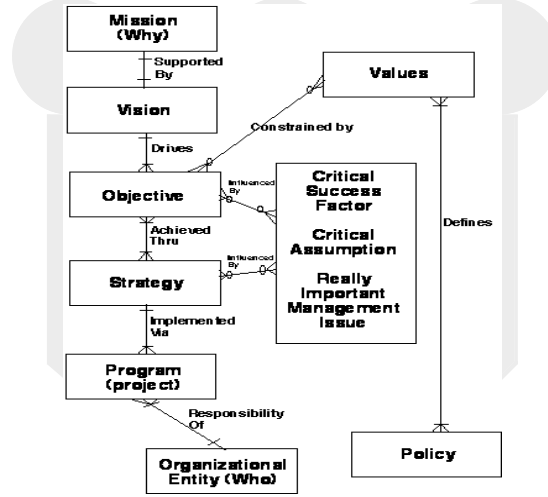 Mission
(Why)
Supported
By
Vision
Values
Constrained by
Drives
Objective
Influenced
By
Critical
Success
Factor
Critical
Assumption
Really
Important
Management
Issue
Achieved
Thru
Influenced
By
Strategy
Defines
Implemented
Via
Program
(project)
Responsibility
Of
Organizational
Entity (Who)
Policy